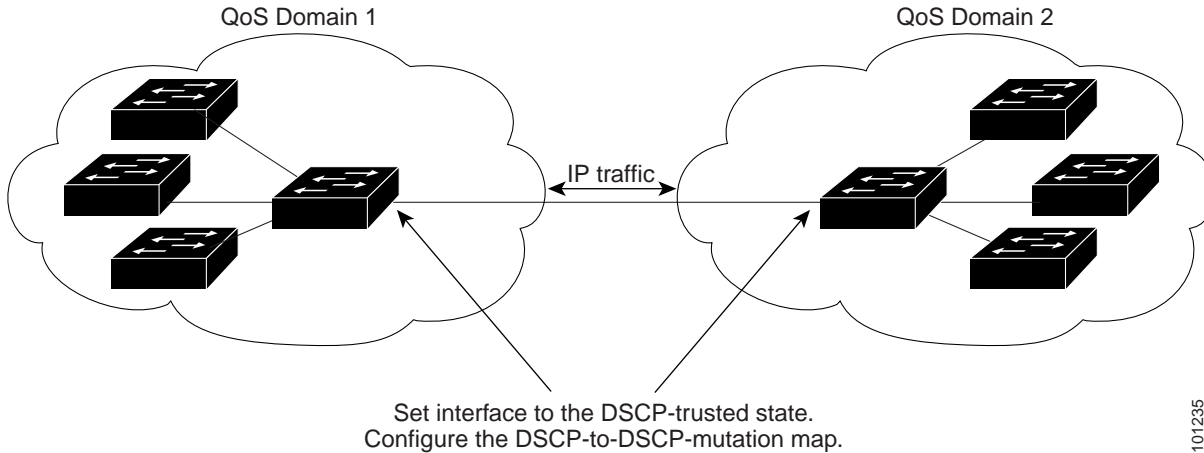 QoS Domain 1
QoS Domain 2
IP traffic
Set interface to the DSCP-trusted state.
Configure the DSCP-to-DSCP-mutation map.
101235